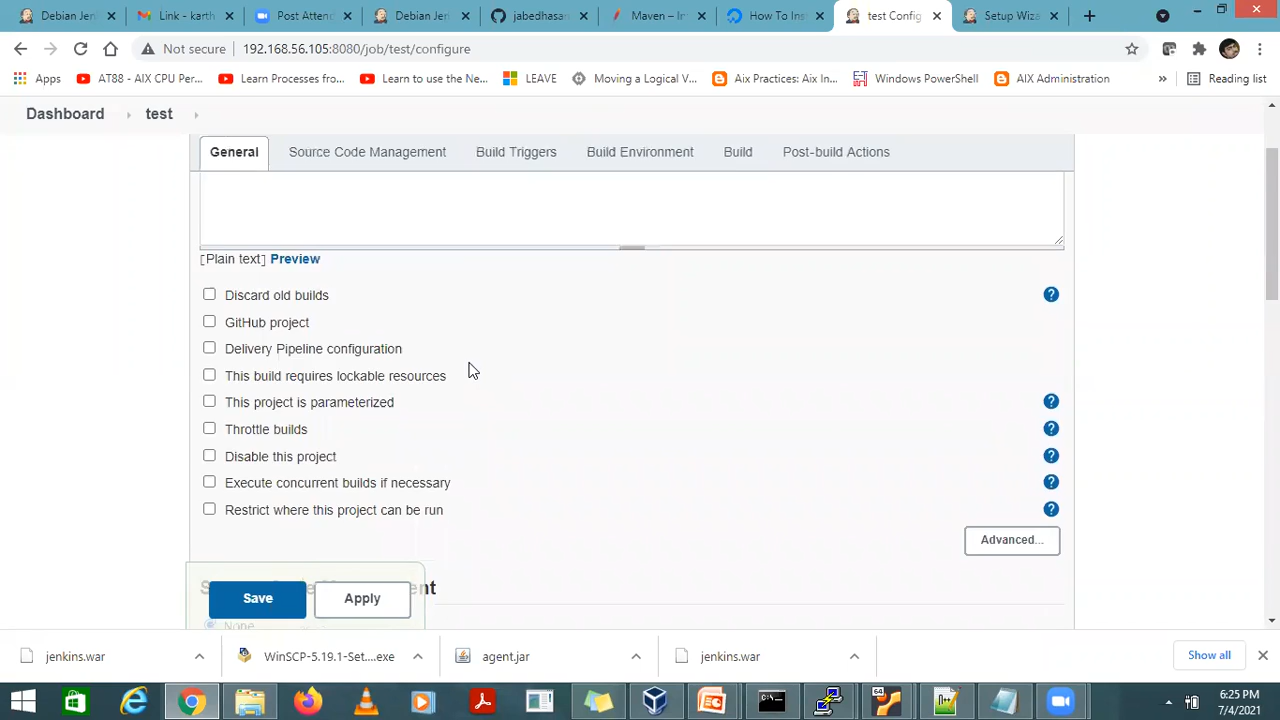 Debian Jen
Link - karth
Post Attend
Debian Jenk
jabedhasan
Maven – In
How To Inst
test Config
Setup Wiza
Not secure 192.168.56.105:8080/job/test/configure
Apps AT88 - AIX CPU Per... Learn Processes fro... Learn to use the Ne... LEAVE Moving a Logical V... Aix Practices: Aix In... Windows PowerShell AIX Administration » Reading list
Dashboard test
General Source Code Management Build Triggers Build Environment Build Post-build Actions
[Plain text] Preview
Discard old builds
GitHub project
Delivery Pipeline configuration
This build requires lockable resources
This project is parameterized
Throttle builds
Disable this project
Execute concurrent builds if necessary
Restrict where this project can be run
Advanced...
Save Apply
None
jenkins.war WinSCP-5.19.1-Set....exe agent.jar jenkins.war Show all
64
6:25 PM
7/4/2021